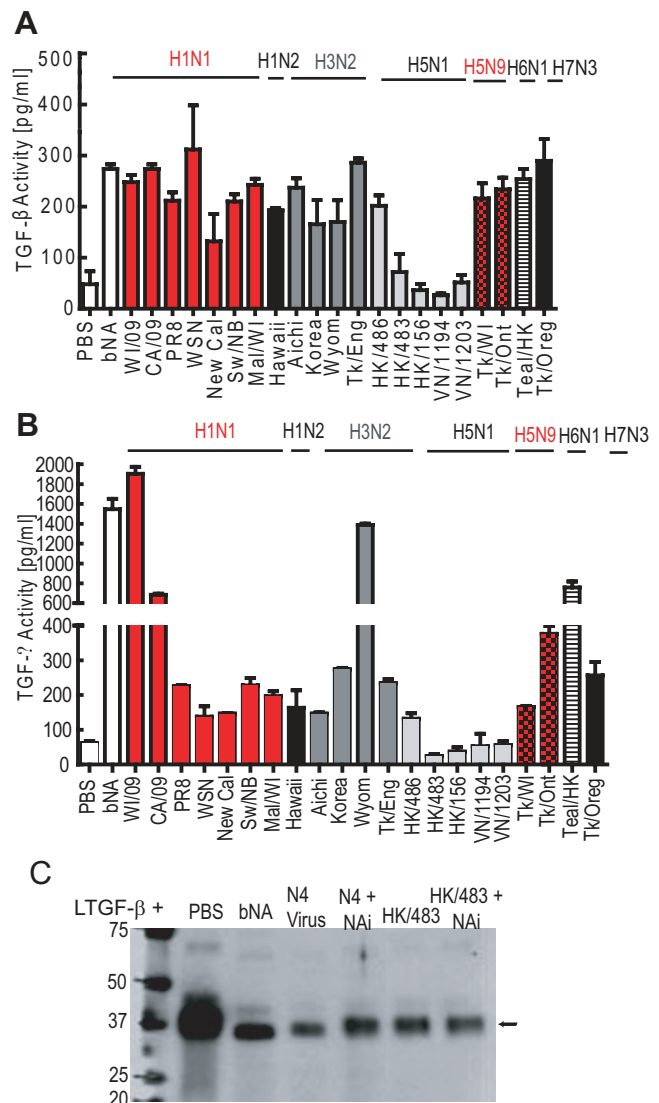 A
H1N1 H1N2 H3N2 H5N1 H5N9 H6N1 H7N3
TGF-β Activity [pg/ml]
500
400
300
200
100
0
PBS bNA WI/09 CA/09 PR8 WSN New Cal Sw/NB Mal/WI Hawaii Aichi Korea Wyom Tk/Eng HK/486 HK/483 HK/156 VN/1194 VN/1203 Tk/WI Tk/Ont Teal/HK Tk/Oreg
B
H1N1 H1N2 H3N2 H5N1 H5N9 H6N1 H7N3
TGF-? Activity [pg/ml]
2000
1800
1600
1400
1200
1000
800
600
400
300
200
100
0
PBS bNA WI/09 CA/09 PR8 WSN New Cal Sw/NB Mal/WI Hawaii Aichi Korea Wyom Tk/Eng HK/486 HK/483 HK/156 VN/1194 VN/1203 Tk/WI Tk/Ont Teal/HK Tk/Oreg
C
LTGF-β + PBS bNA N4 Virus N4 + NAi HK/483 HK/483 + NAi
75
50
37
25
20